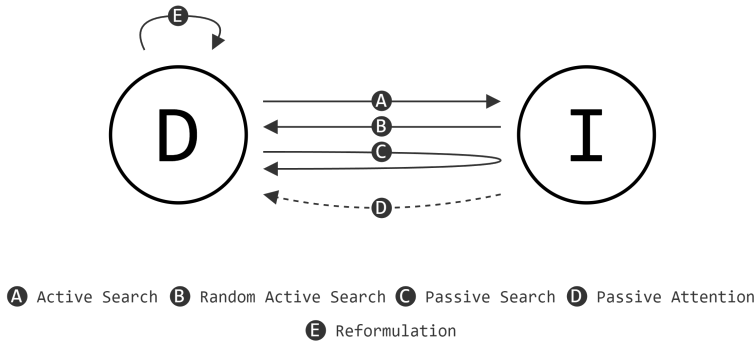 E
D
I
A
B
C
D
A Active Search B Random Active Search C Passive Search D Passive Attention
E Reformulation